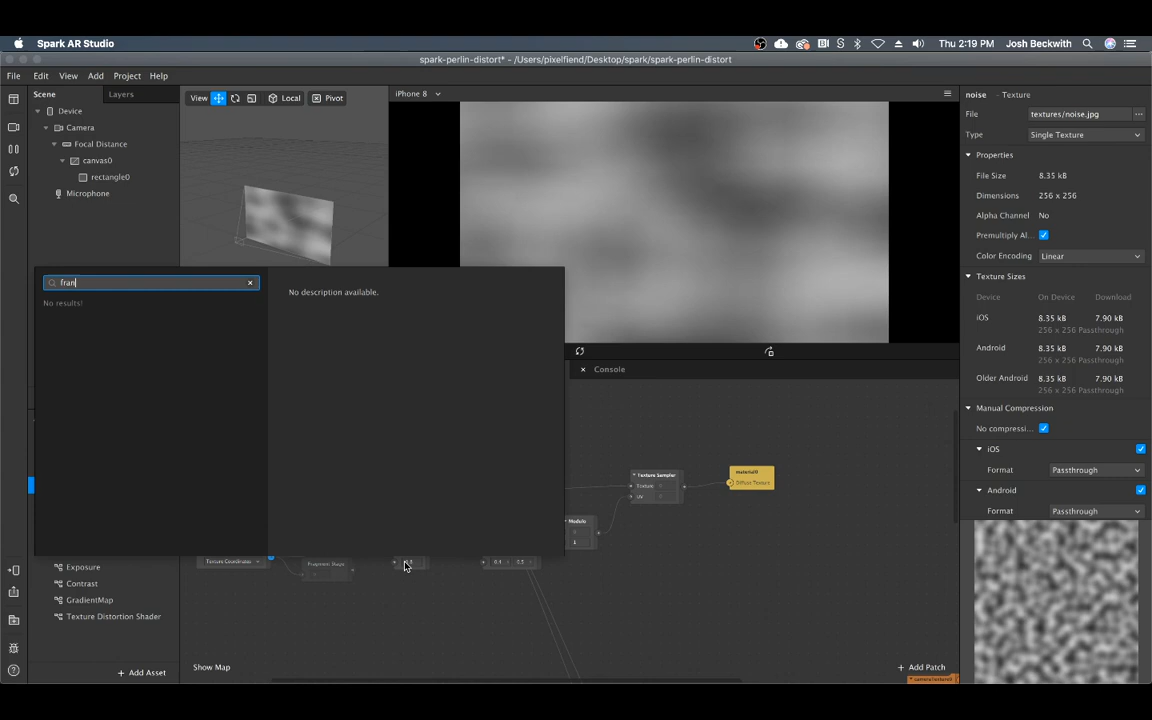 Spark AR Studio
Thu 2:19 PM Josh Beckwith
spark-perlin-distort* - /Users/pixelfiend/Desktop/spark/spark-perlin-distort
File Edit View Add Project Help
Scene Layers
Device
Camera
Focal Distance
canvas0
rectangle0
Microphone
View Local Pivot
iPhone 8
fran
No results!
No description available.
Console
Texture Sampler
Texture
UV
material0
Diffuse Texture
Modulo
1
Texture Coordinates
Fragment Stage
0.4 0.3
Exposure
Contrast
GradientMap
Texture Distortion Shader
+ Add Asset
Show Map
+ Add Patch
cameraTexture0
noise - Texture
File textures/noise.jpg
Type Single Texture
Properties
File Size 8.35 kB
Dimensions 256 x 256
Alpha Channel No
Premultiply Al...
Color Encoding Linear
Texture Sizes
Device On Device Download
iOS 8.35 kB 7.90 kB
256 x 256 Passthrough
Android 8.35 kB 7.90 kB
256 x 256 Passthrough
Older Android 8.35 kB 7.90 kB
256 x 256 Passthrough
Manual Compression
No compressi...
iOS
Format Passthrough
Android
Format Passthrough